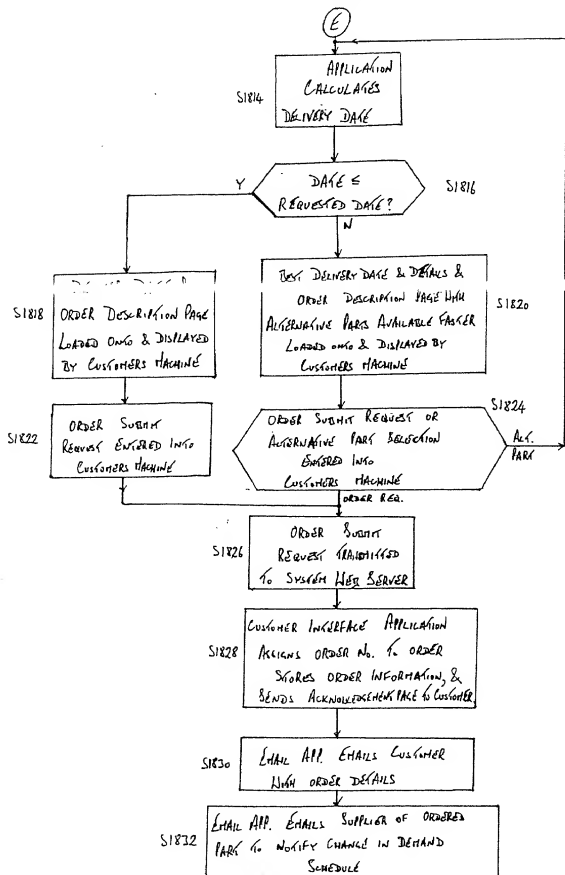 E
APPLICATION
CALCULATES
DELIVERY DATE
S1814
DATE ≤
REQUESTED DATE?
S1816
Y
N
ORDER DESCRIPTION PAGE
LOADED ONTO & DISPLAYED
BY CUSTOMERS MACHINE
S1818
BEST DELIVERY DATE & DETAILS &
ORDER DESCRIPTION PAGE WITH
ALTERNATIVE PARTS AVAILABLE FASTER
LOADED ONTO & DISPLAYED BY
CUSTOMERS MACHINE
S1820
ORDER SUBMIT
REQUEST ENTERED INTO
CUSTOMERS MACHINE
S1822
ORDER SUBMIT REQUEST OR
ALTERNATIVE PART SELECTION
ENTERED INTO
CUSTOMERS MACHINE
S1824
ALT.
PART
ORDER REQ.
ORDER SUBMIT
REQUEST TRANSMITTED
TO SYSTEM WEB SERVER
S1826
CUSTOMER INTERFACE APPLICATION
ASSIGNS ORDER NO. TO ORDER
STORES ORDER INFORMATION, &
SENDS ACKNOWLEDGEMENT PAGE TO CUSTOMER.
S1828
EMAIL APP. EMAILS CUSTOMER
WITH ORDER DETAILS
S1830
EMAIL APP. EMAILS SUPPLIER OF ORDERED
PART TO NOTIFY CHANGE IN DEMAND
SCHEDULE
S1832